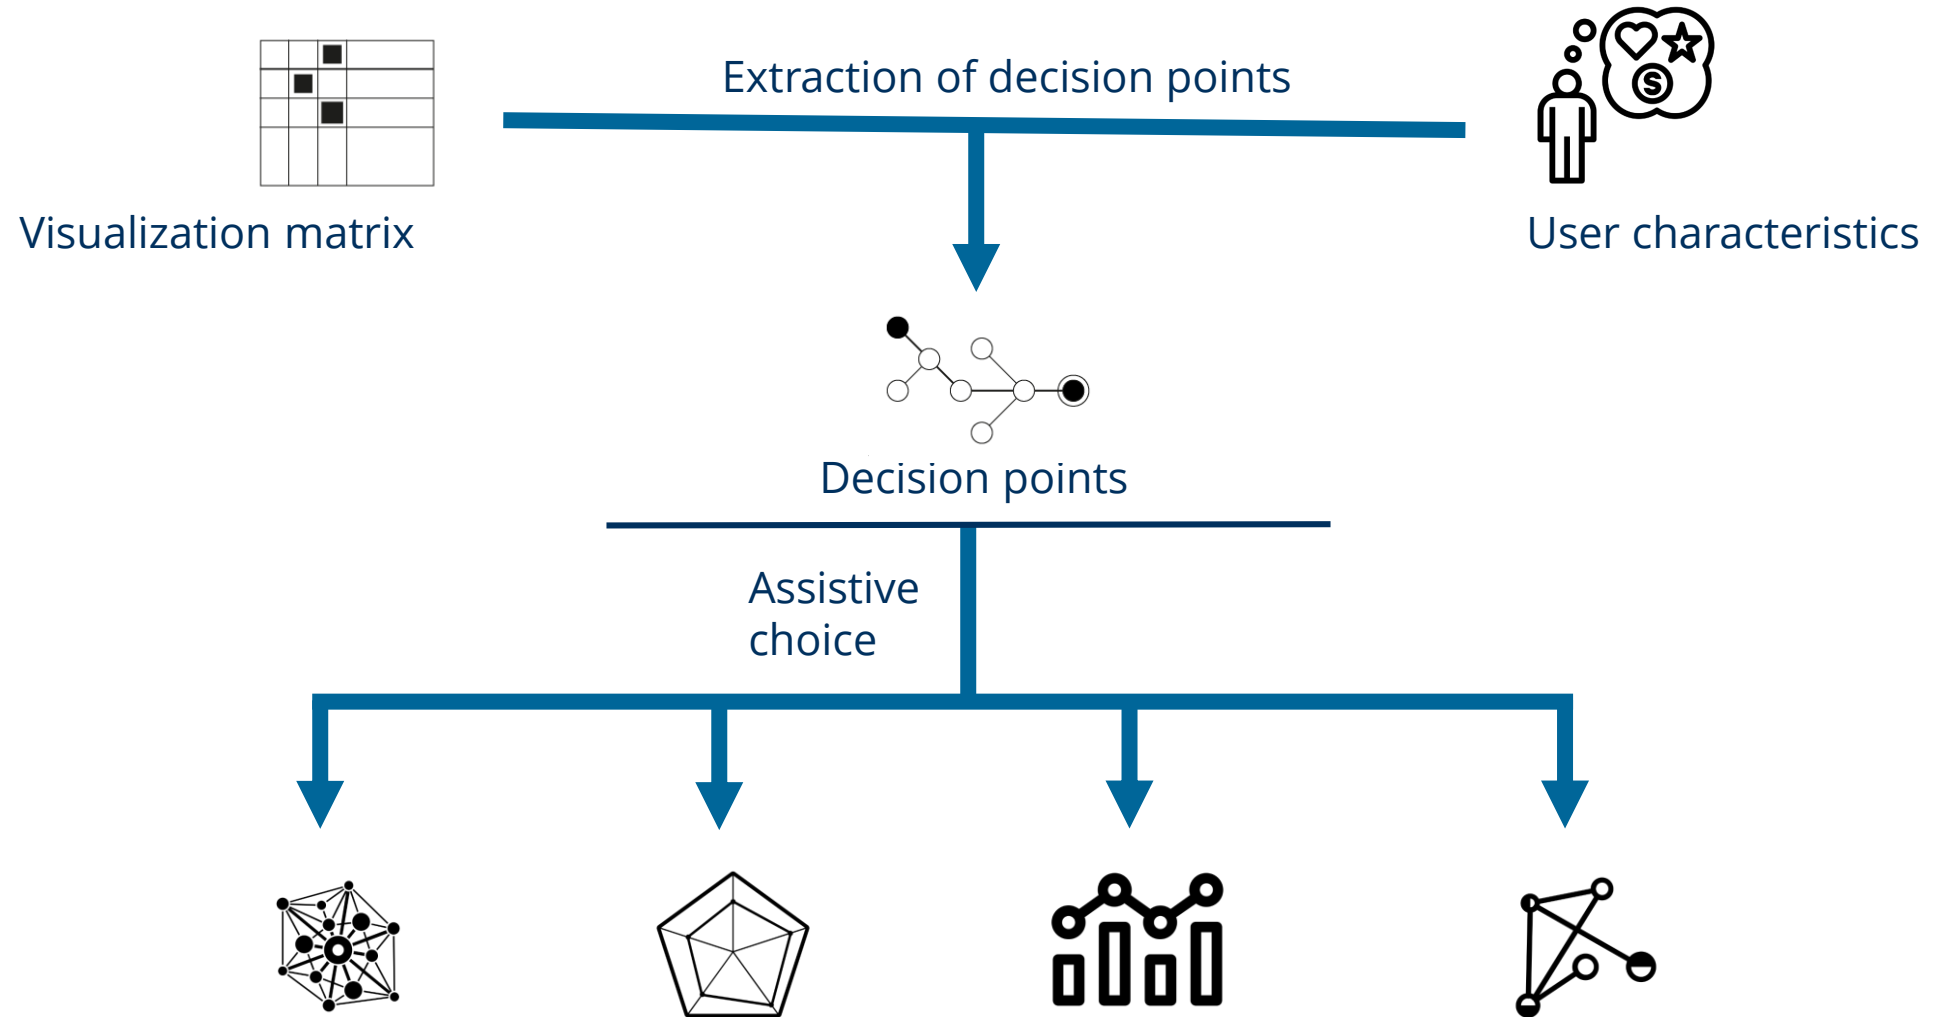 Extraction of decision points
Visualization matrix
User characteristics
Decision points
Assistive
choice